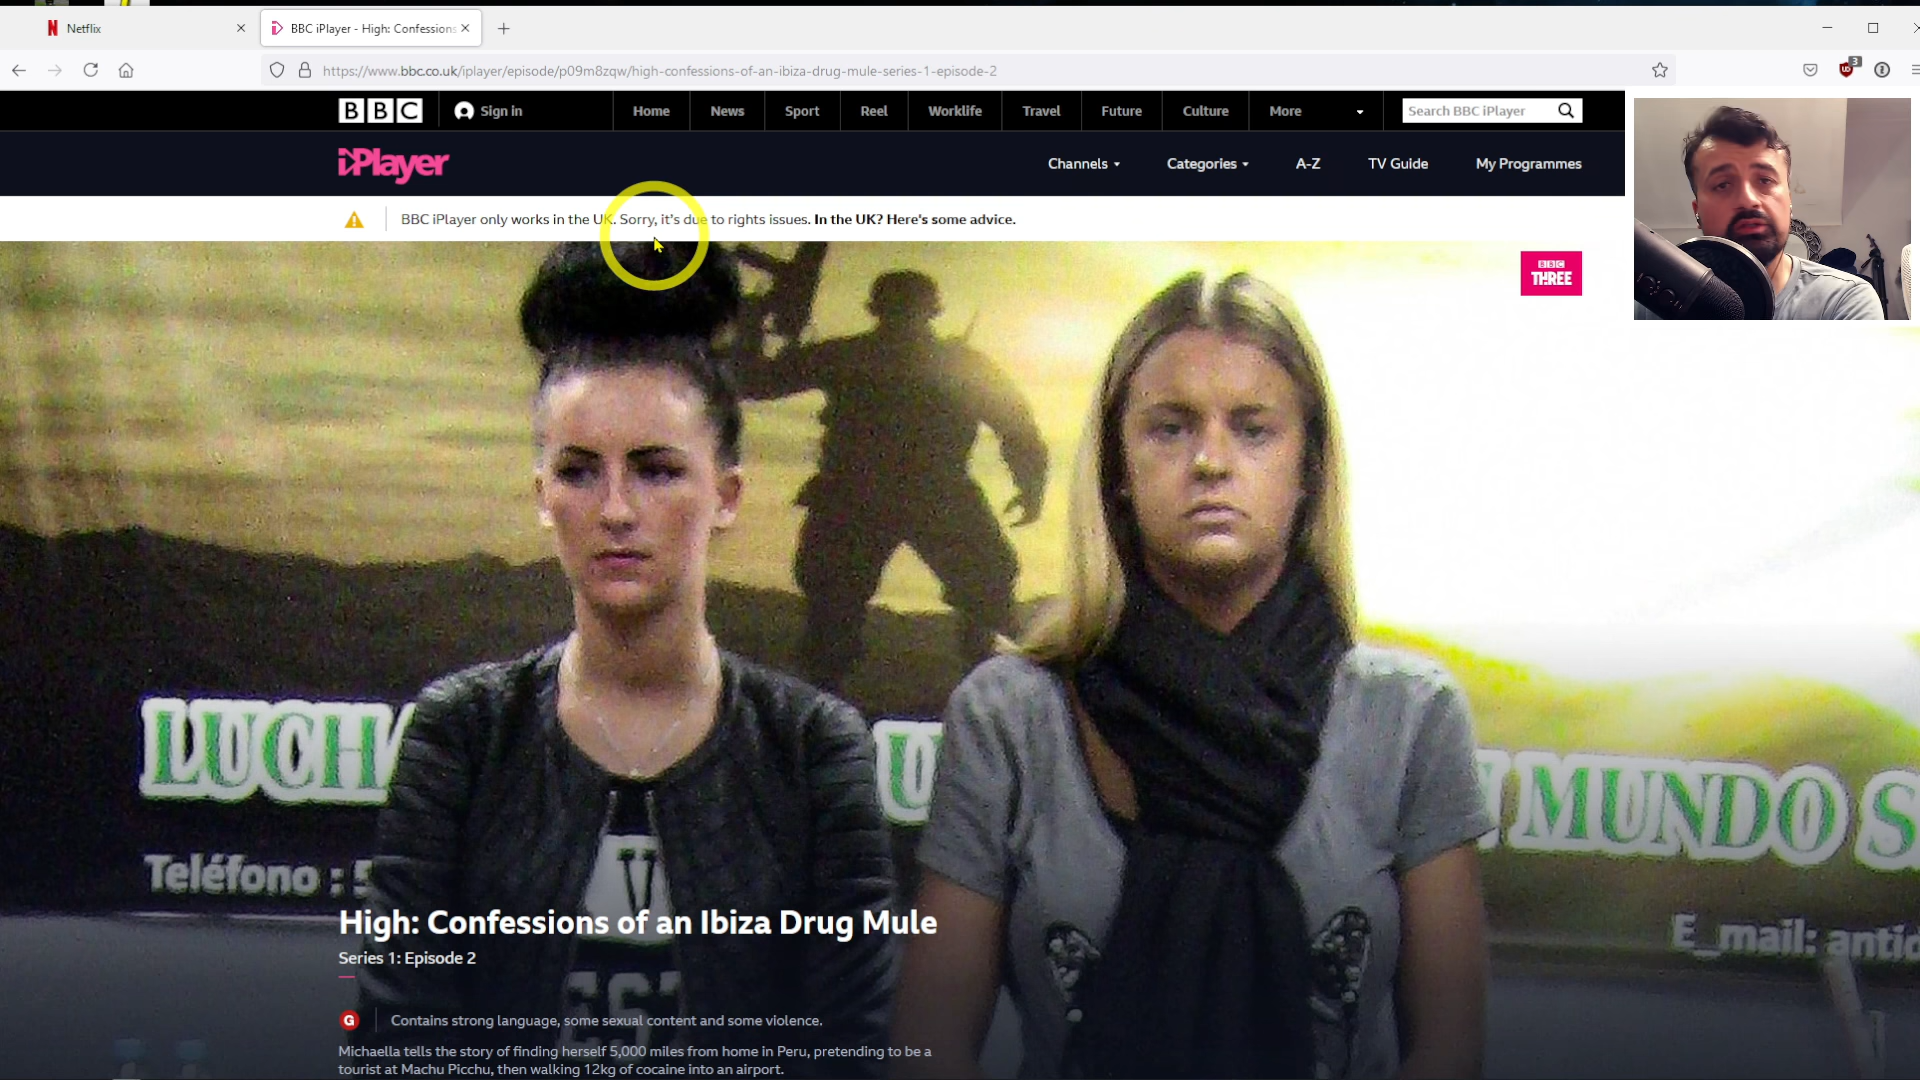 Netflix
BBC iPlayer - High: Confessions
https://www.bbc.co.uk/iplayer/episode/p09m8zqw/high-confessions-of-an-ibiza-drug-mule-series-1-episode-2
3
BBC
Sign in
Home
News
Sport
Reel
Worklife
Travel
Future
Culture
More
Search BBC iPlayer
iPlayer
Channels
Categories
A-Z
TV Guide
My Programmes
BBC iPlayer only works in the UK. Sorry, it's due to rights issues. In the UK? Here's some advice.
BBC
THREE
LUCHA
U
MUNDO S
Teléfono :
E_mail: antid
V
High: Confessions of an Ibiza Drug Mule
Series 1: Episode 2
G
Contains strong language, some sexual content and some violence.
Michaella tells the story of finding herself 5,000 miles from home in Peru, pretending to be a
tourist at Machu Picchu, then walking 12kg of cocaine into an airport.